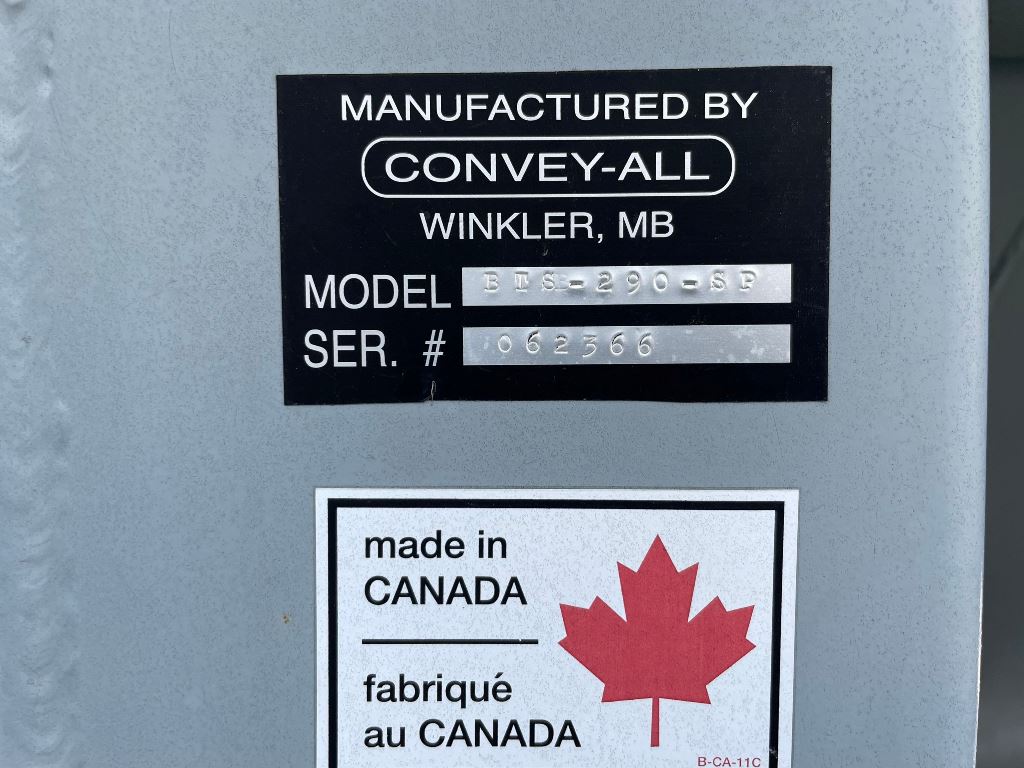 MANUFACTURED BY
CONVEY-ALL
WINKLER, MB
MODEL BTS-290-SP
SER. # 062366
made in
CANADA
fabriqué
au CANADA
B-CA-11C